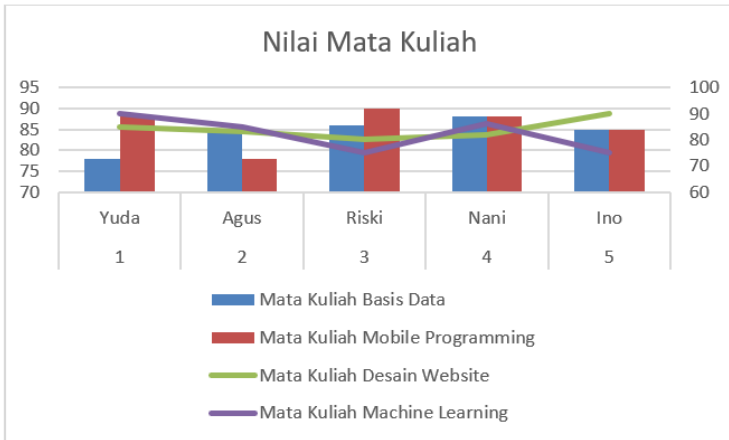 Nilai Mata Kuliah
95 100
90 90
85 80
80 70
75 60
70
Yuda Agus Riski Nani Ino
1 2 3 4 5
Mata Kuliah Basis Data
Mata Kuliah Mobile Programming
Mata Kuliah Desain Website
Mata Kuliah Machine Learning